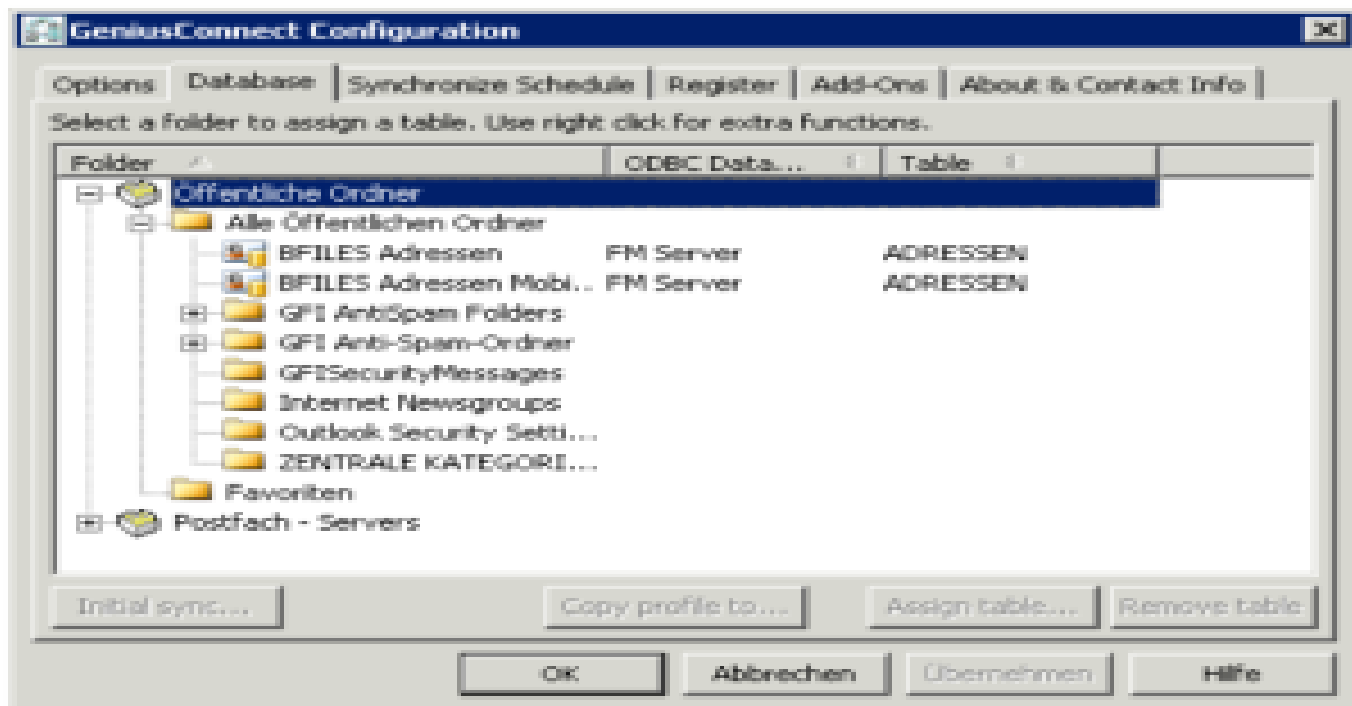 GeniusConnect Configuration
Options Database Synchronize Schedule Register Add-Ons About & Contact Info
Select a folder to assign a table. Use right click for extra functions.
Folder ODBC Data... Table
Öffentliche Ordner
Alle Öffentlichen Ordner
BFILES Adressen FM Server ADRESSEN
BFILES Adressen Mobi... FM Server ADRESSEN
GFI AntiSpam Folders
GFI Anti-Spam-Ordner
GFISecurityMessages
Internet Newsgroups
Outlook Security Setti...
ZENTRALE KATEGORI...
Favoriten
Postfach - Servers
Initial sync... Copy profile to... Assign table... Remove table
OK Abbrechen Übernehmen Hilfe